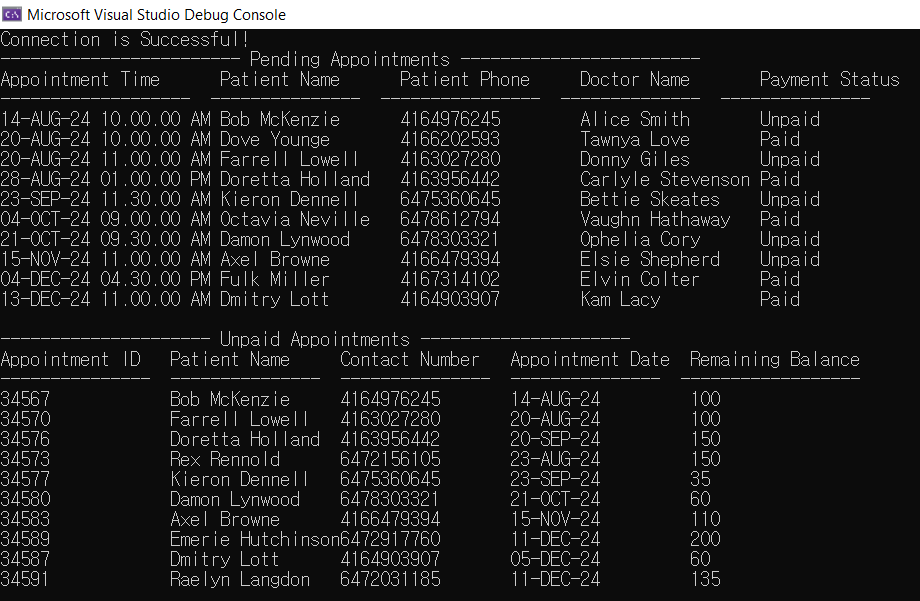 Microsoft Visual Studio Debug Console
Connection is Successful!
------------------------ Pending Appointments ------------------------
Appointment Time      Patient Name      Patient Phone     Doctor Name       Payment Status
-------------------  ---------------  ----------------  --------------  ---------------
14-AUG-24 10.00.00 AM Bob McKenzie      4164976245        Alice Smith       Unpaid
20-AUG-24 10.00.00 AM Dove Younge       4166202593        Tawnya Love       Paid
20-AUG-24 11.00.00 AM Farrell Lowell    4163027280        Donny Giles       Unpaid
28-AUG-24 01.00.00 PM Doretta Holland   4163956442        Carlyle Stevenson Paid
23-SEP-24 11.30.00 AM Kieron Dennell    6475360645        Bettie Skeates    Unpaid
04-OCT-24 09.00.00 AM Octavia Neville   6478612794        Vaughn Hathaway   Paid
21-OCT-24 09.30.00 AM Damon Lynwood     6478303321        Ophelia Cory      Unpaid
15-NOV-24 11.00.00 AM Axel Browne       4166479394        Elsie Shepherd    Unpaid
04-DEC-24 04.30.00 PM Fulk Miller       4167314102        Elvin Colter      Paid
13-DEC-24 11.00.00 AM Dmitry Lott       4164903907        Kam Lacy          Paid
--------------------- Unpaid Appointments ---------------------
Appointment ID   Patient Name     Contact Number   Appointment Date  Remaining Balance
---------------  ---------------  ---------------  ---------------  ------------------
34567            Bob McKenzie     4164976245       14-AUG-24         100
34570            Farrell Lowell   4163027280       20-AUG-24         100
34576            Doretta Holland  4163956442       20-SEP-24         150
34573            Rex Rennold      6472156105       23-AUG-24         150
34577            Kieron Dennell   6475360645       23-SEP-24         35
34580            Damon Lynwood    6478303321       21-OCT-24         60
34583            Axel Browne      4166479394       15-NOV-24         110
34589            Emerie Hutchinson6472917760       11-DEC-24         200
34587            Dmitry Lott      4164903907       05-DEC-24         60
34591            Raelyn Langdon   6472031185       11-DEC-24         135